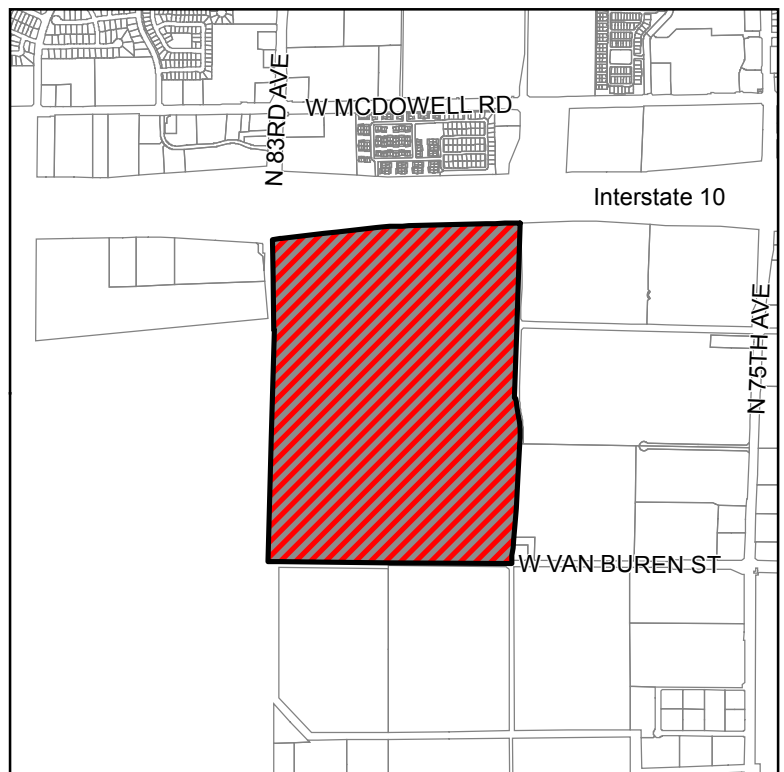 W MCDOWELL RD
N 83RD AVE
Interstate 10
N 75TH AVE
W VAN BUREN ST